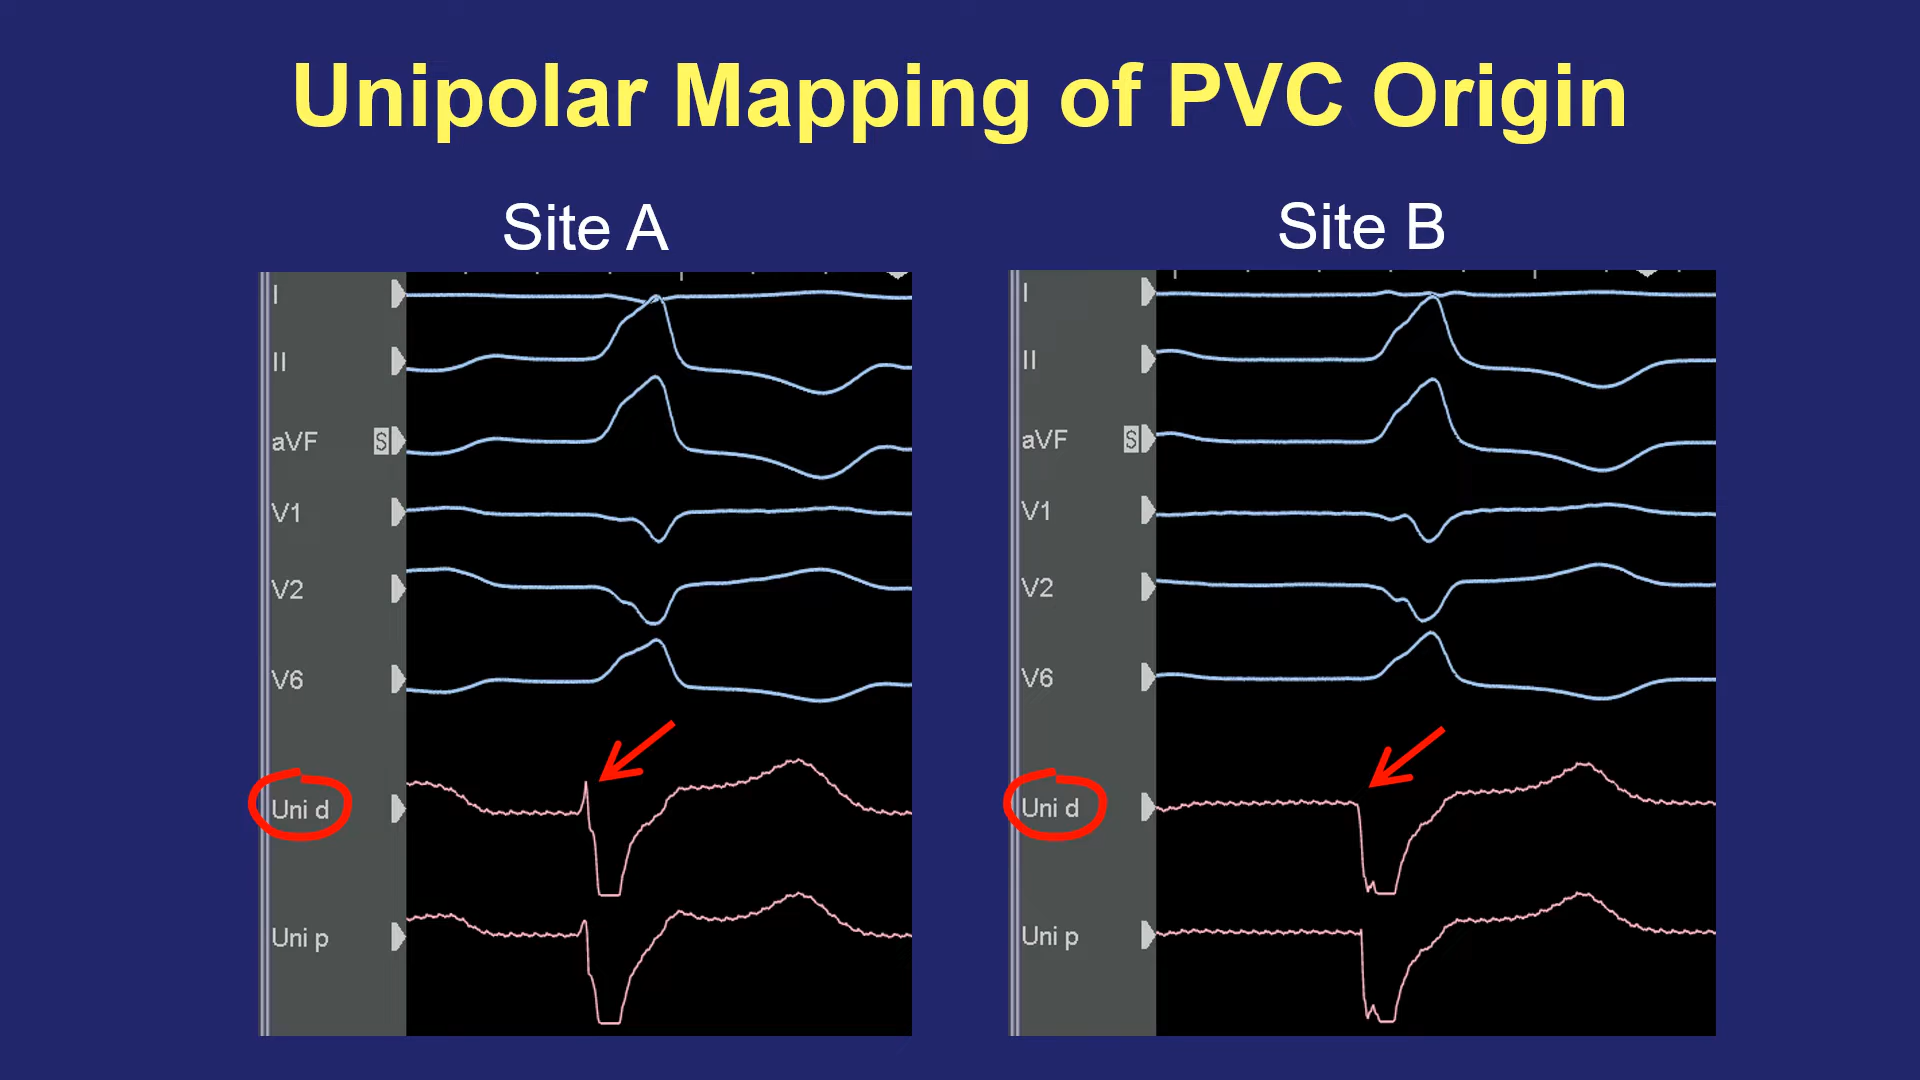 Unipolar Mapping of PVC Origin
Site A
I
II
aVF S
V1
V2
V6
Uni d
Uni p
Site B
I
II
aVF S
V1
V2
V6
Uni d
Uni p